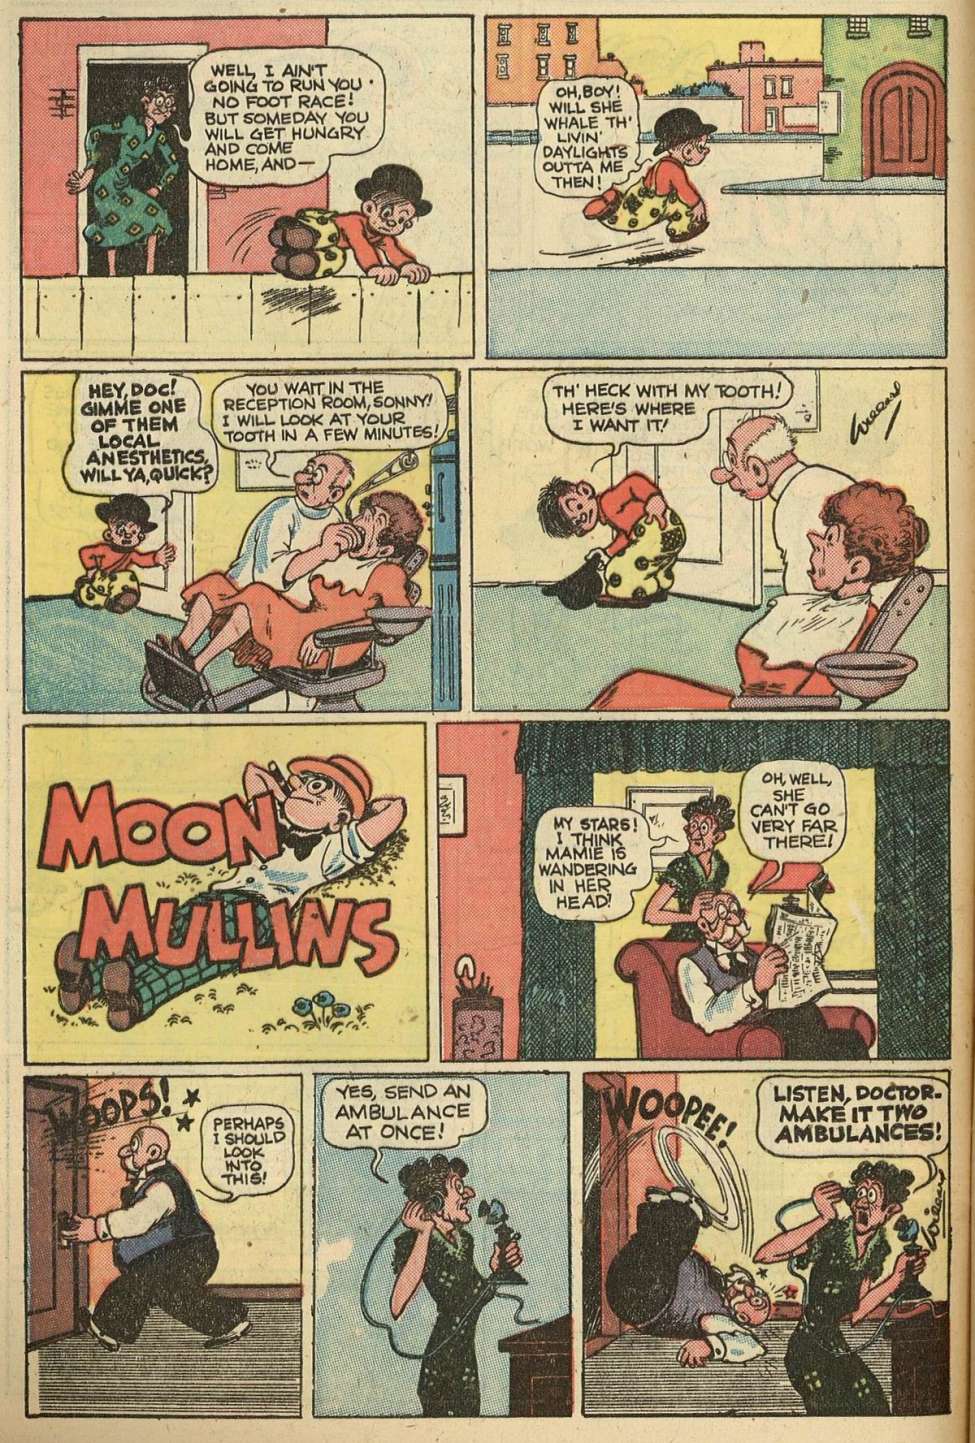 WELL, I AIN'T
GOING TO RUN YOU
NO FOOT RACE!
BUT SOMEDAY YOU
WILL GET HUNGRY
AND COME
HOME, AND—
OH, BOY!
WILL SHE
WHALE TH'
LIVIN'
DAYLIGHTS
OUTTA ME
THEN!
HEY, DOC!
GIMME ONE
OF THEM
LOCAL
ANESTHETICS,
WILL YA, QUICK?
YOU WAIT IN THE
RECEPTION ROOM, SONNY!
I WILL LOOK AT YOUR
TOOTH IN A FEW MINUTES!
TH' HECK WITH MY TOOTH!
HERE'S WHERE
I WANT IT!
Willard
MOON
MULLINS
MY STARS!
I THINK
MAMIE IS
WANDERING
IN HER
HEAD!
OH, WELL,
SHE
CAN'T GO
VERY FAR
THERE!
WOOPS!
PERHAPS
I SHOULD
LOOK
INTO
THIS!
YES, SEND AN
AMBULANCE
AT ONCE!
WOOPEE!
LISTEN, DOCTOR-
MAKE IT TWO
AMBULANCES!
Willard